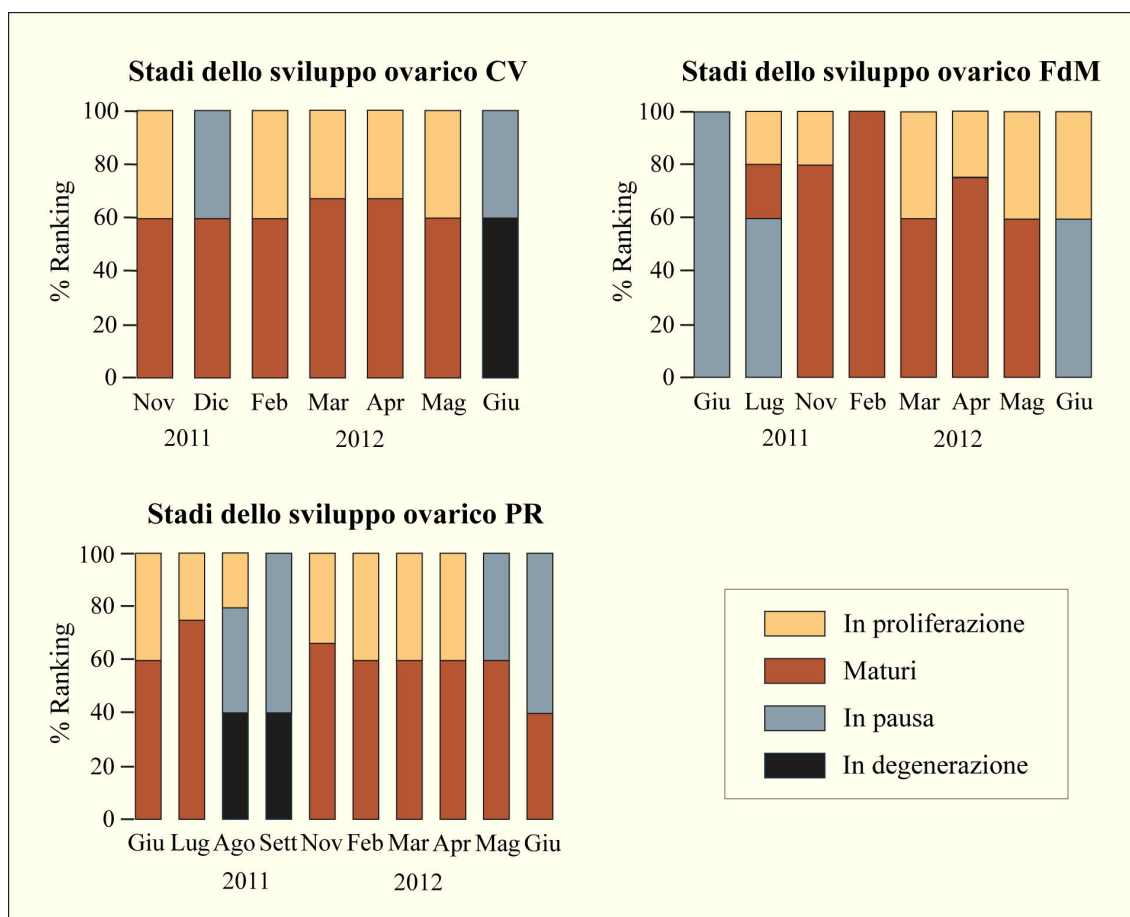 Stadi dello sviluppo ovarico CV
% Ranking
100
80
60
40
20
0
Nov Dic Feb Mar Apr Mag Giu
2011 2012
Stadi dello sviluppo ovarico FdM
% Ranking
100
80
60
40
20
0
Giu Lug Nov Feb Mar Apr Mag Giu
2011 2012
Stadi dello sviluppo ovarico PR
% Ranking
100
80
60
40
20
0
Giu Lug Ago Sett Nov Feb Mar Apr Mag Giu
2011 2012
In proliferazione
Maturi
In pausa
In degenerazione